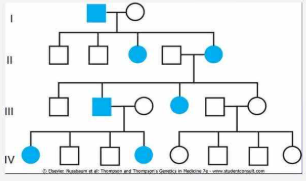 I
II
III
IV
© Elsevier. Nussbaum et al: Thompson and Thompson's Genetics in Medicine 7e - www.studentconsult.com